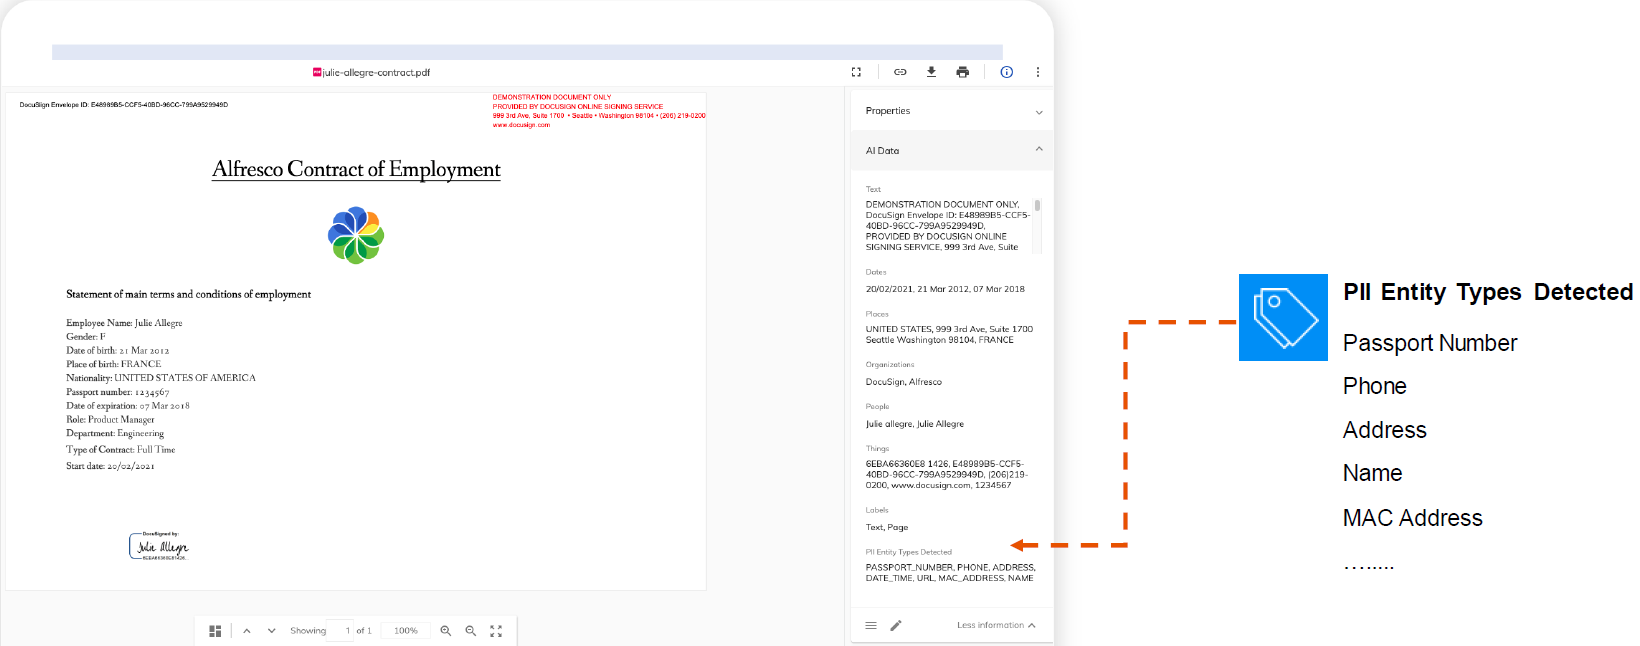 julie-allegre-contract.pdf
DocuSign Envelope ID: E48989B5-CCF5-40BD-96CC-799A9529949D
DEMONSTRATION DOCUMENT ONLY
PROVIDED BY DOCUSIGN ONLINE SIGNING SERVICE
999 3rd Ave, Suite 1700 • Seattle • Washington 98104 • (206) 219-0200
www.docusign.com
Alfresco Contract of Employment
Statement of main terms and conditions of employment
Employee Name: Julie Allegre
Gender: F
Date of birth: 21 Mar 2012
Place of birth: FRANCE
Nationality: UNITED STATES OF AMERICA
Passport number: 1234567
Date of expiration: 07 Mar 2018
Role: Product Manager
Department: Engineering
Type of Contract: Full Time
Start date: 20/02/2021
DocuSigned by:
Julie Allegre
6EBA66360E81426...
Showing 1 of 1 100%
Properties
AI Data
Text
DEMONSTRATION DOCUMENT ONLY,
DocuSign Envelope ID: E48989B5-CCF5-
40BD-96CC-799A9529949D,
PROVIDED BY DOCUSIGN ONLINE
SIGNING SERVICE, 999 3rd Ave, Suite
Dates
20/02/2021, 21 Mar 2012, 07 Mar 2018
Places
UNITED STATES, 999 3rd Ave, Suite 1700
Seattle Washington 98104, FRANCE
Organizations
DocuSign, Alfresco
People
Julie allegre, Julie Allegre
Things
6EBA66360E8 1426, E48989B5-CCF5-
40BD-96CC-799A9529949D, (206)219-
0200, www.docusign.com, 1234567
Labels
Text, Page
PII Entity Types Detected
PASSPORT_NUMBER, PHONE, ADDRESS,
DATE_TIME, URL, MAC_ADDRESS, NAME
Less information
PII Entity Types Detected
Passport Number
Phone
Address
Name
MAC Address
….....